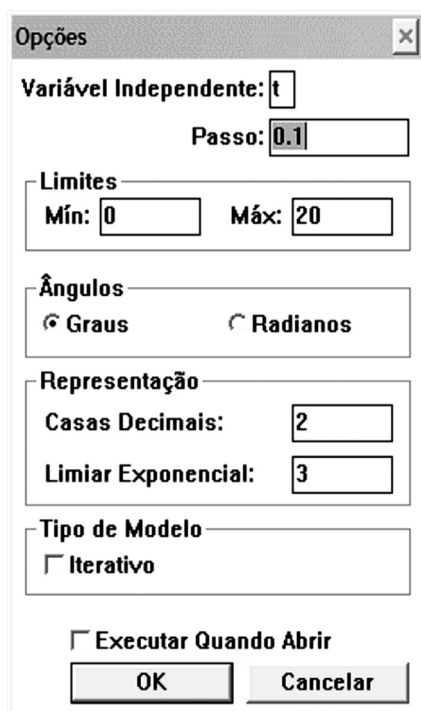 Opções
Variável Independente: t
Passo: 0.1
Limites
Mín: 0 Máx: 20
Ângulos
Graus Radianos
Representação
Casas Decimais: 2
Limiar Exponencial: 3
Tipo de Modelo
Iterativo
Executar Quando Abrir
OK Cancelar